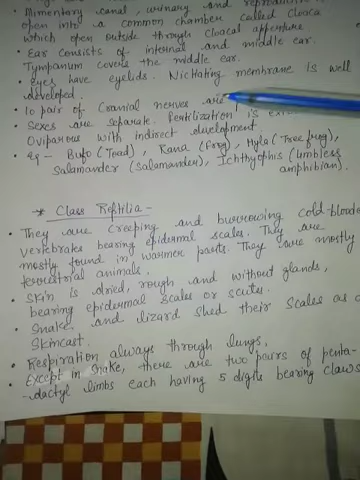 Alimentary canal, urinary and reproductive
open into a common chamber called Cloaca
which open outside through cloacal apperture.
• Ear consists of internal and middle ear.
Tympanum covers the middle ear.
• Eyes have eyelids. Nictiating membrane is well
developed.
• 10 pair of Cranial nerves are
• Sexes are separate. Fertilization is
Oviparous with indirect development.
• eg - Bufo (Toad), Rana (frog), Hyla (Tree frog),
Salamander (Salamander), Ichthyophis (limbless
amphibian).
* Class Reptilia -
• They are creeping and burrowing cold-blooded
vertebrates bearing epidermal scales. They are
mostly found in warmer parts. They are mostly
terrestrial animals.
• Skin is dried, rough and without glands,
bearing epidermal scales or scutes.
• Snake and lizard shed their scales as a
Skincast.
• Respiration always through lungs.
• Except in Snake, there are two pairs of penta-
-dactyl limbs each having 5 digits bearing claws